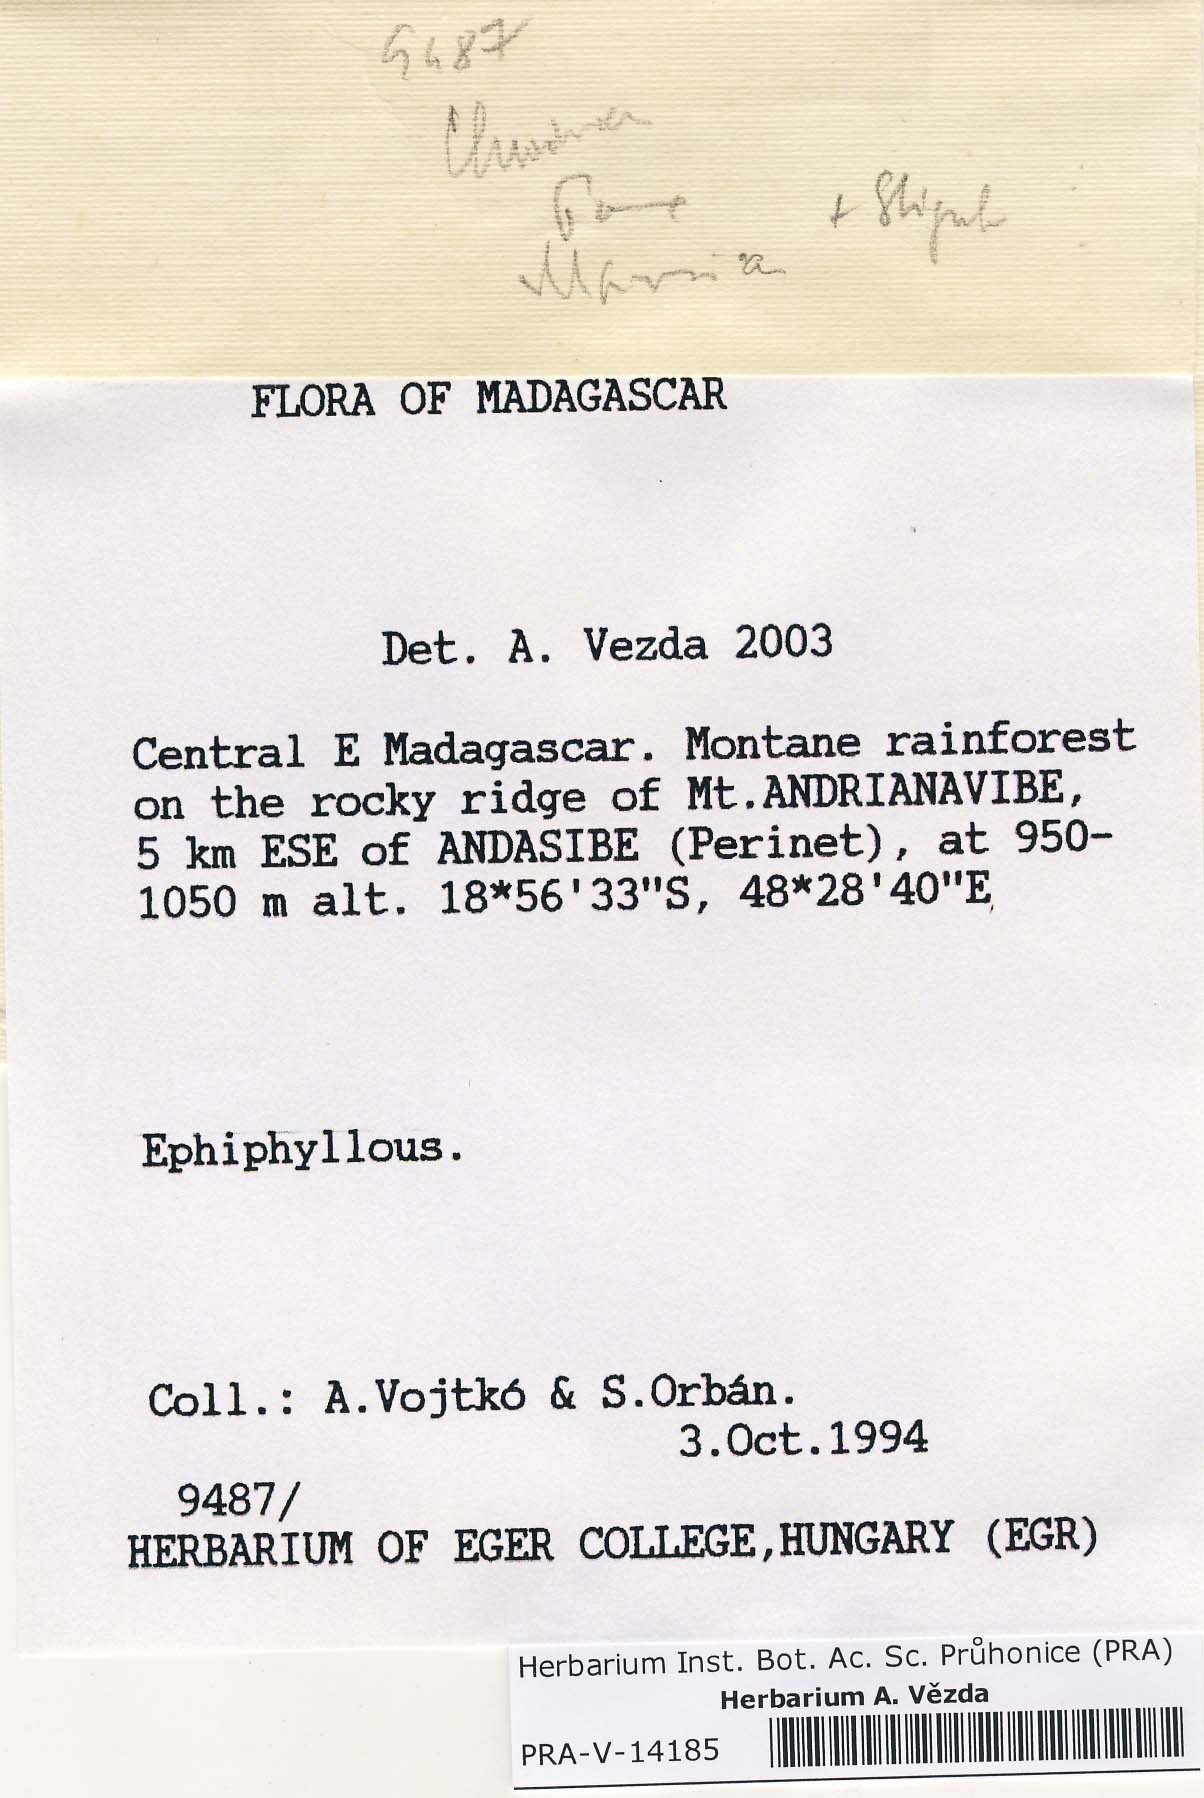 9487
FLORA OF MADAGASCAR
Det. A. Vezda 2003
Central E Madagascar. Montane rainforest
on the rocky ridge of Mt.ANDRIANAVIBE,
5 km ESE of ANDASIBE (Perinet), at 950-
1050 m alt. 18*56'33"S, 48*28'40"E,
Ephiphyllous.
Coll.: A.Vojtkó & S.Orbán.
3.Oct.1994
9487/
HERBARIUM OF EGER COLLEGE,HUNGARY (EGR)
Herbarium Inst. Bot. Ac. Sc. Průhonice (PRA)
Herbarium A. Vězda
PRA-V-14185